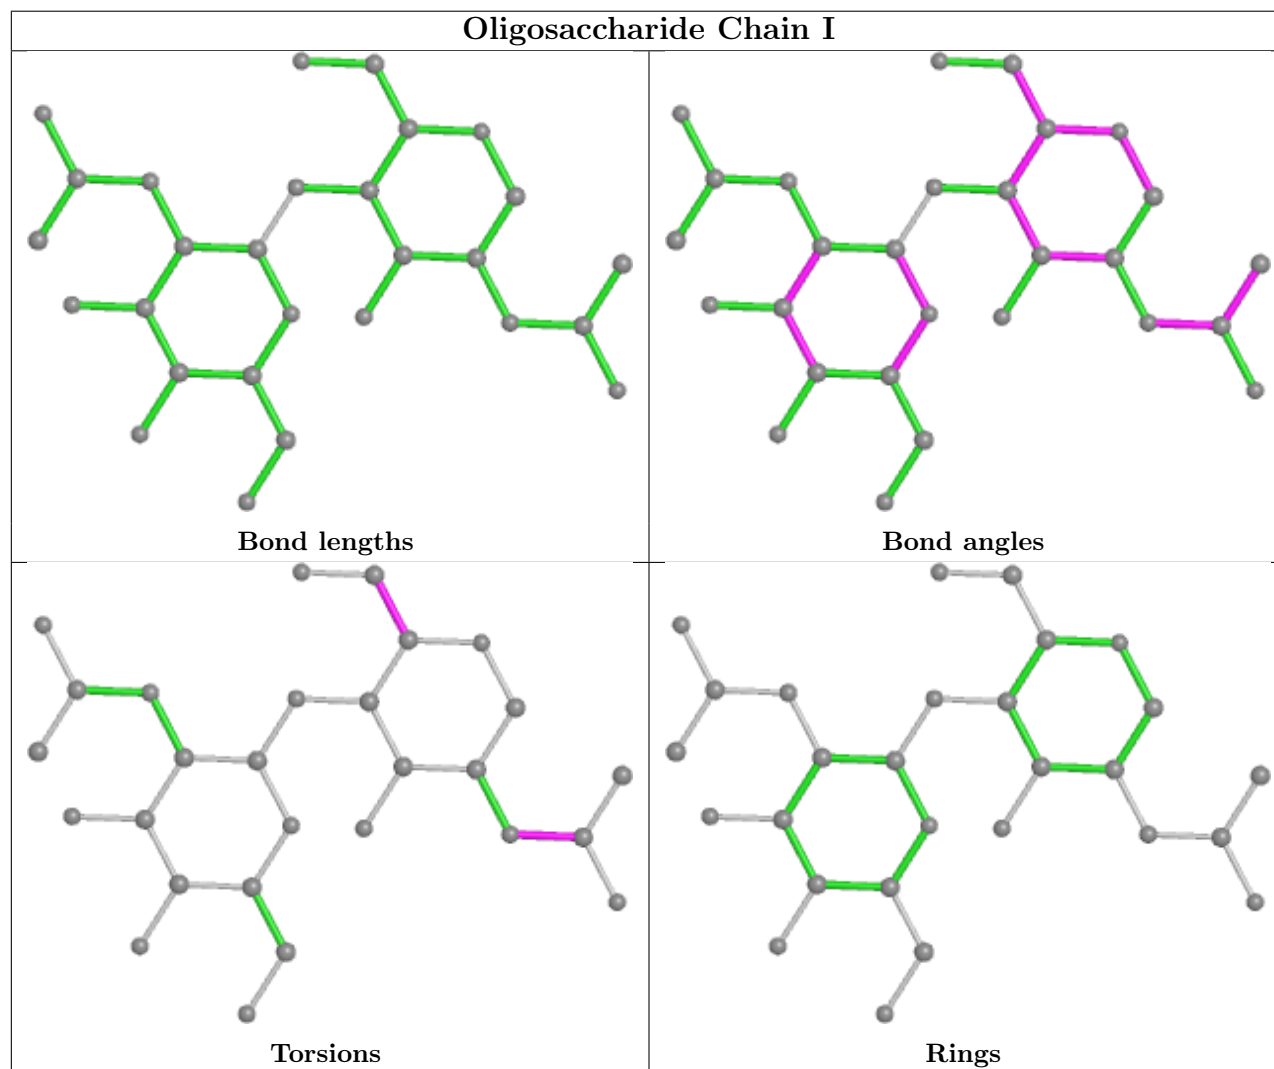 Oligosaccharide Chain I
Bond lengths
Bond angles
Torsions
Rings